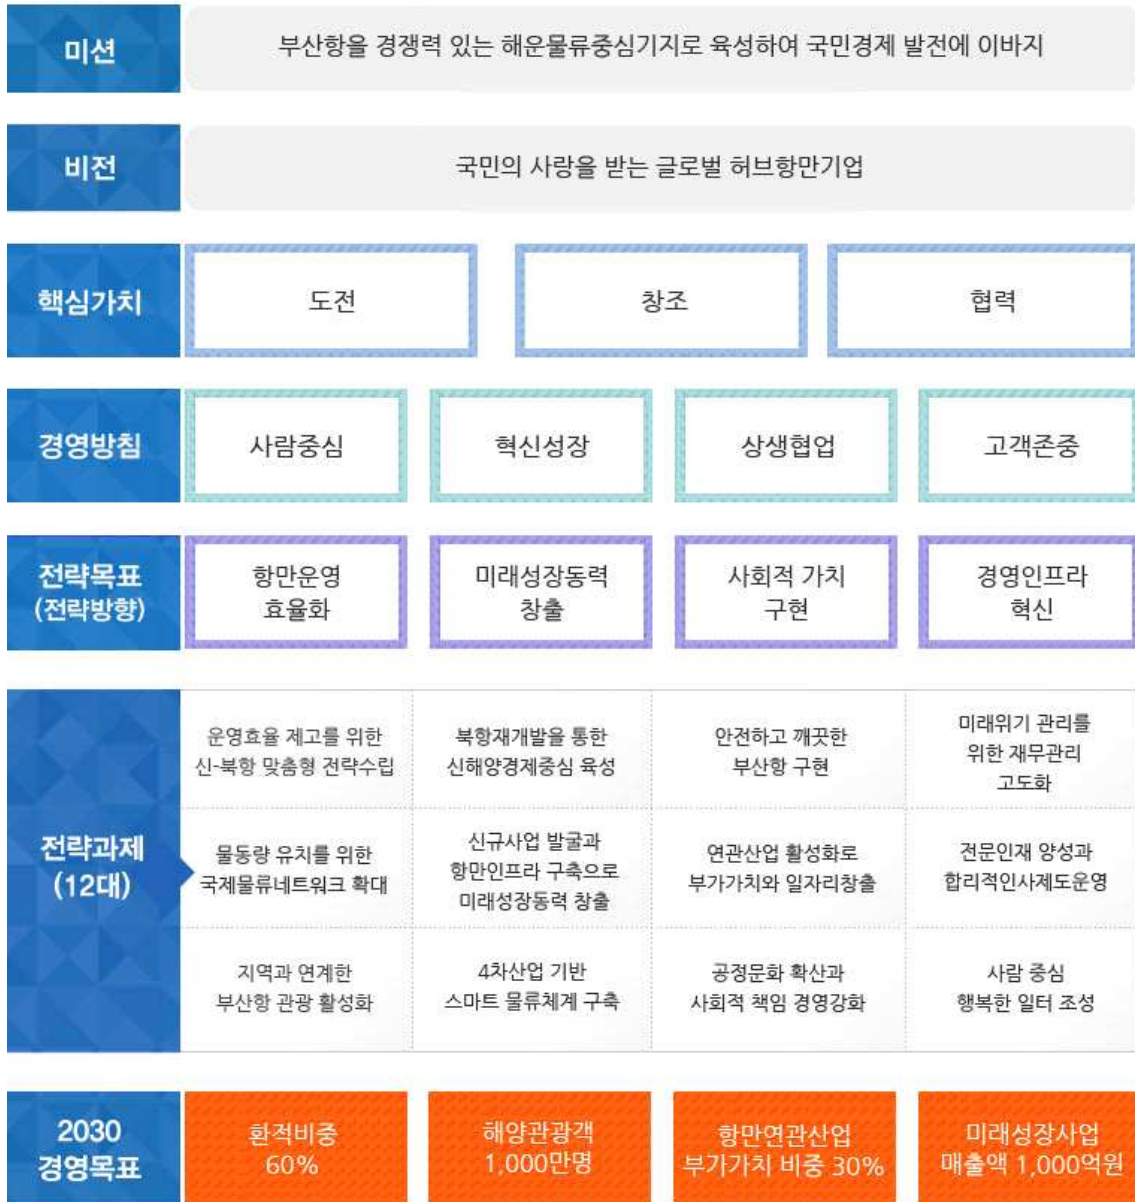 미션
부산항을 경쟁력 있는 해운물류중심기지로 육성하여 국민경제 발전에 이바지
비전
국민의 사랑을 받는 글로벌 허브항만기업
핵심가치
도전
창조
협력
경영방침
사람중심
혁신성장
상생협업
고객존중
전략목표
(전략방향)
항만운영
효율화
미래성장동력
창출
사회적 가치
구현
경영인프라
혁신
전략과제
(12대)
운영효율 제고를 위한
신-북항 맞춤형 전략수립
북항재개발을 통한
신해양경제중심 육성
안전하고 깨끗한
부산항 구현
미래위기 관리를
위한 재무관리
고도화
물동량 유치를 위한
국제물류네트워크 확대
신규사업 발굴과
항만인프라 구축으로
미래성장동력 창출
연관산업 활성화로
부가가치와 일자리창출
전문인재 양성과
합리적인사제도운영
지역과 연계한
부산항 관광 활성화
4차산업 기반
스마트 물류체계 구축
공정문화 확산과
사회적 책임 경영강화
사람 중심
행복한 일터 조성
2030
경영목표
환적비중
60%
해양관광객
1,000만명
항만연관산업
부가가치 비중 30%
미래성장사업
매출액 1,000억원